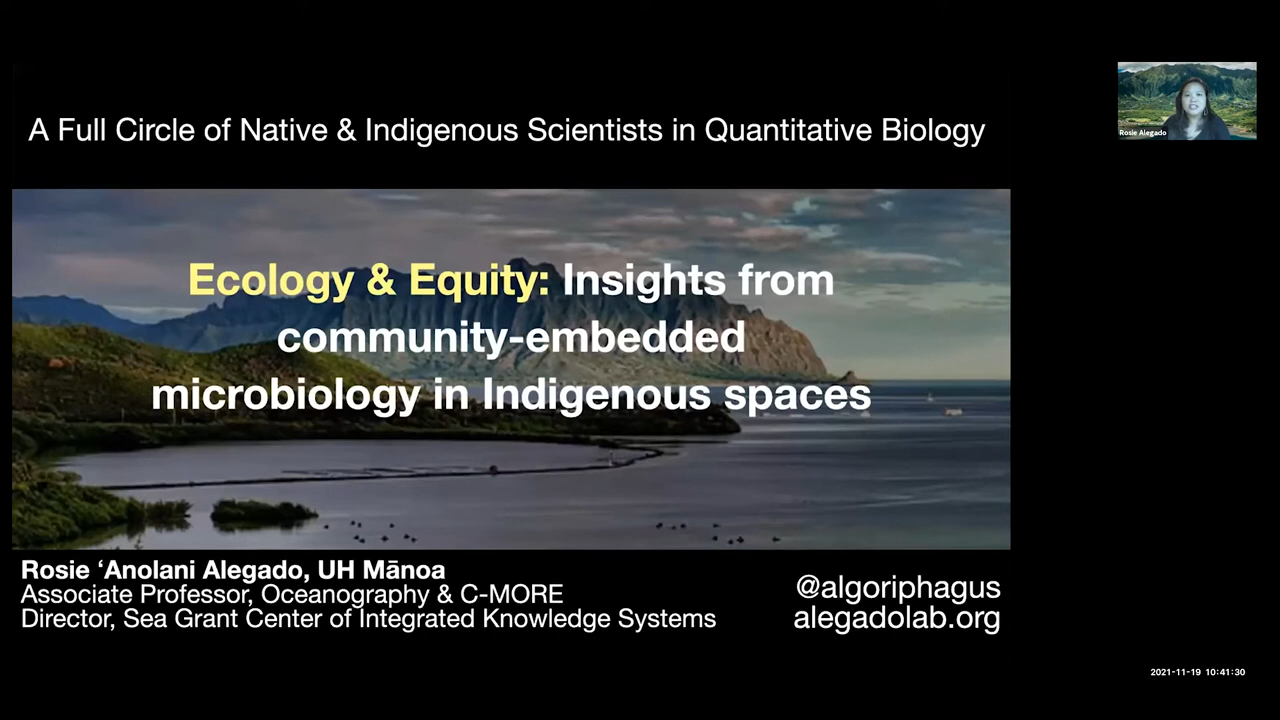 A Full Circle of Native & Indigenous Scientists in Quantitative Biology
Rosie Alegado
Ecology & Equity: Insights from
community-embedded
microbiology in Indigenous spaces
Rosie ‘Anolani Alegado, UH Mānoa
Associate Professor, Oceanography & C-MORE
Director, Sea Grant Center of Integrated Knowledge Systems
@algoriphagus
alegadolab.org
2021-11-19 10:41:30